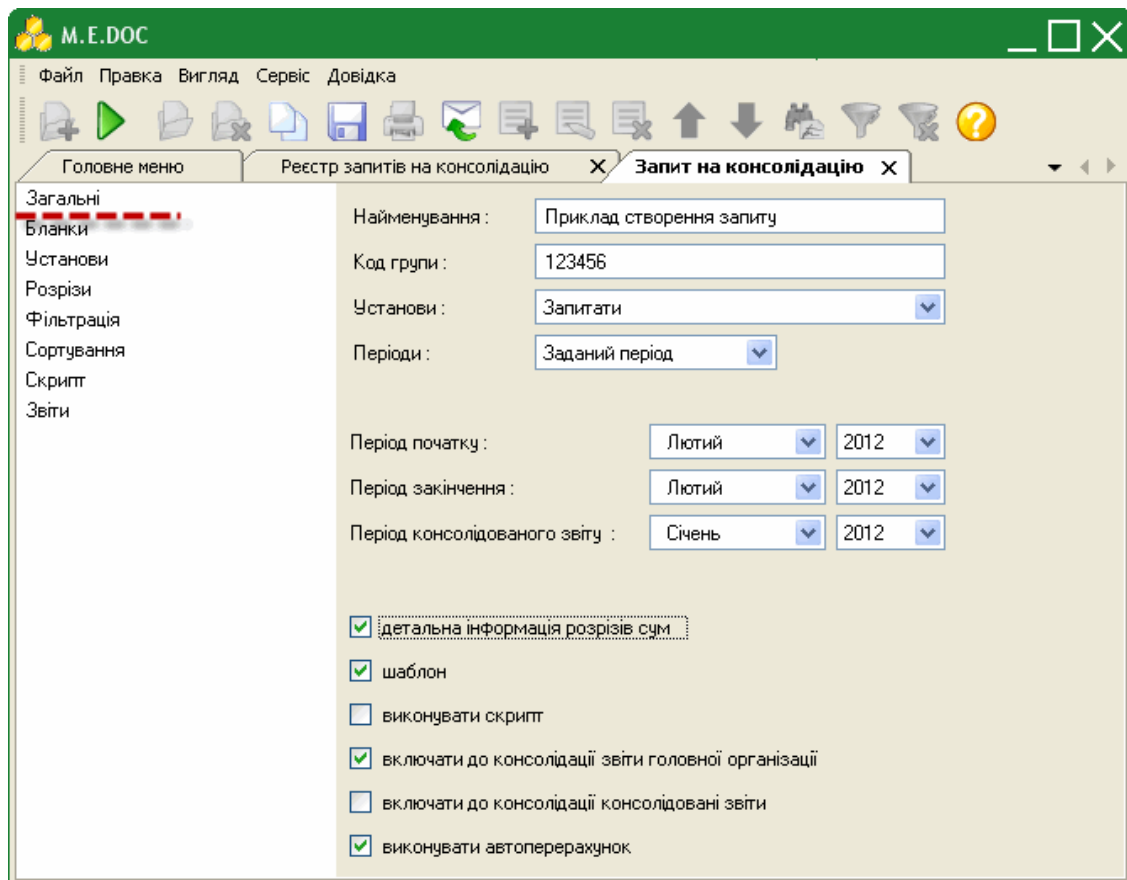 M.E.DOC
Файл Правка Вигляд Сервіс Довідка
Головне меню Реєстр запитів на консолідацію Запит на консолідацію
Загальні
Бланки
Установи
Розрізи
Фільтрація
Сортування
Скрипт
Звіти
Найменування : Приклад створення запиту
Код групи : 123456
Установи : Запитати
Періоди : Заданий період
Період початку : Лютий 2012
Період закінчення : Лютий 2012
Період консолідованого звіту : Січень 2012
детальна інформація розрізів сум
шаблон
виконувати скрипт
включати до консолідації звіти головної організації
включати до консолідації консолідовані звіти
виконувати автоперерахунок